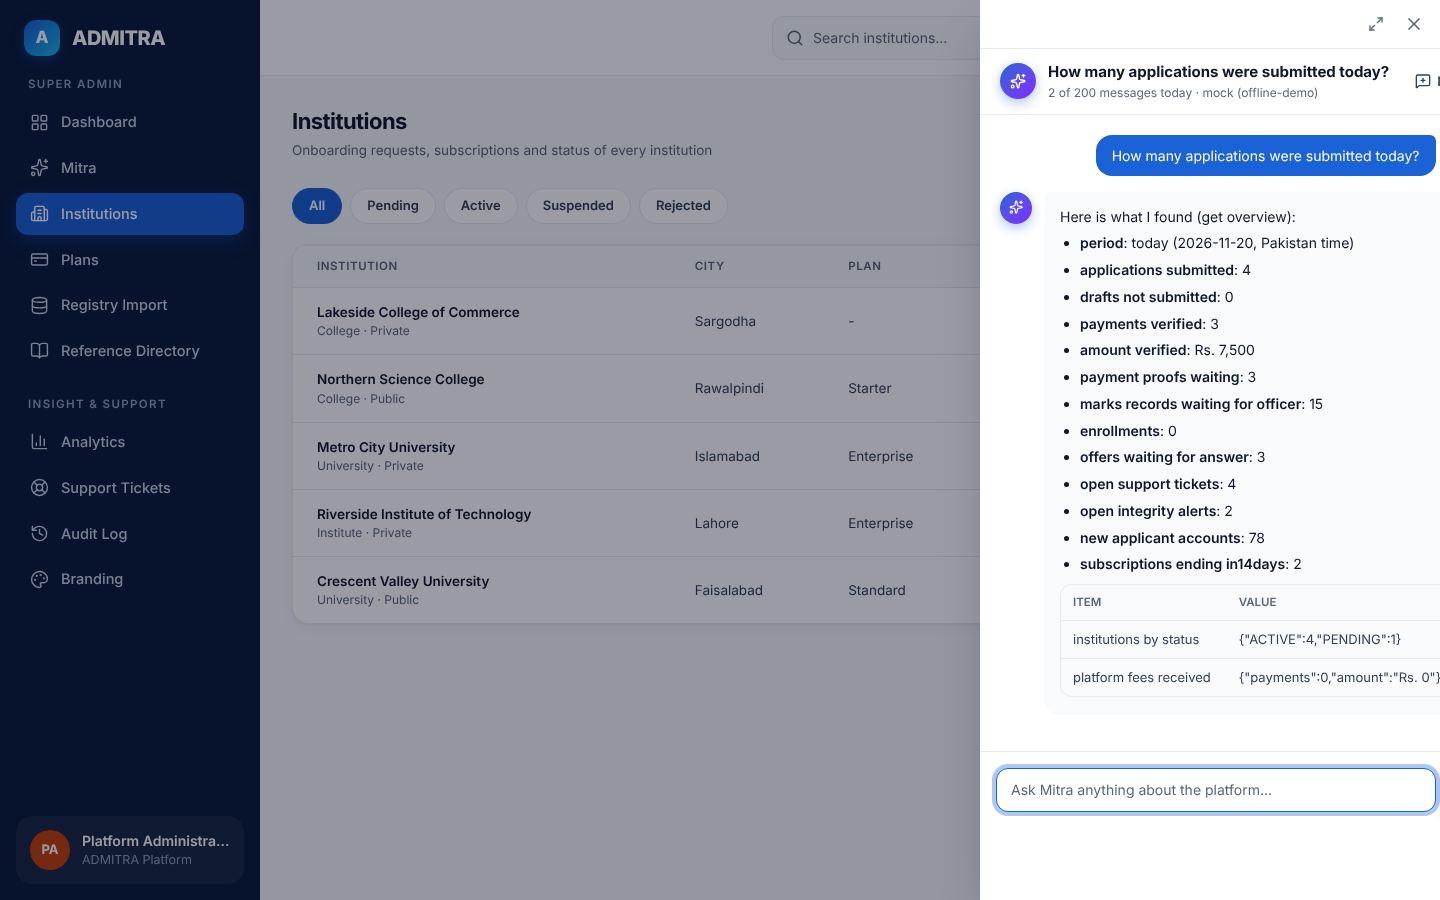 A ADMITRA
SUPER ADMIN
Dashboard
Mitra
Institutions
Plans
Registry Import
Reference Directory
INSIGHT & SUPPORT
Analytics
Support Tickets
Audit Log
Branding
PA
Platform Administra...
ADMITRA Platform
Search institutions...
Institutions
Onboarding requests, subscriptions and status of every institution
All Pending Active Suspended Rejected
INSTITUTION CITY PLAN
Lakeside College of Commerce
College · Private
Sargodha -
Northern Science College
College · Public
Rawalpindi Starter
Metro City University
University · Private
Islamabad Enterprise
Riverside Institute of Technology
Institute · Private
Lahore Enterprise
Crescent Valley University
University · Public
Faisalabad Standard
How many applications were submitted today?
2 of 200 messages today · mock (offline-demo)
How many applications were submitted today?
Here is what I found (get overview):
• period: today (2026-11-20, Pakistan time)
• applications submitted: 4
• drafts not submitted: 0
• payments verified: 3
• amount verified: Rs. 7,500
• payment proofs waiting: 3
• marks records waiting for officer: 15
• enrollments: 0
• offers waiting for answer: 3
• open support tickets: 4
• open integrity alerts: 2
• new applicant accounts: 78
• subscriptions ending in14days: 2
ITEM VALUE
institutions by status {"ACTIVE":4,"PENDING":1}
platform fees received {"payments":0,"amount":"Rs. 0"}
Ask Mitra anything about the platform...